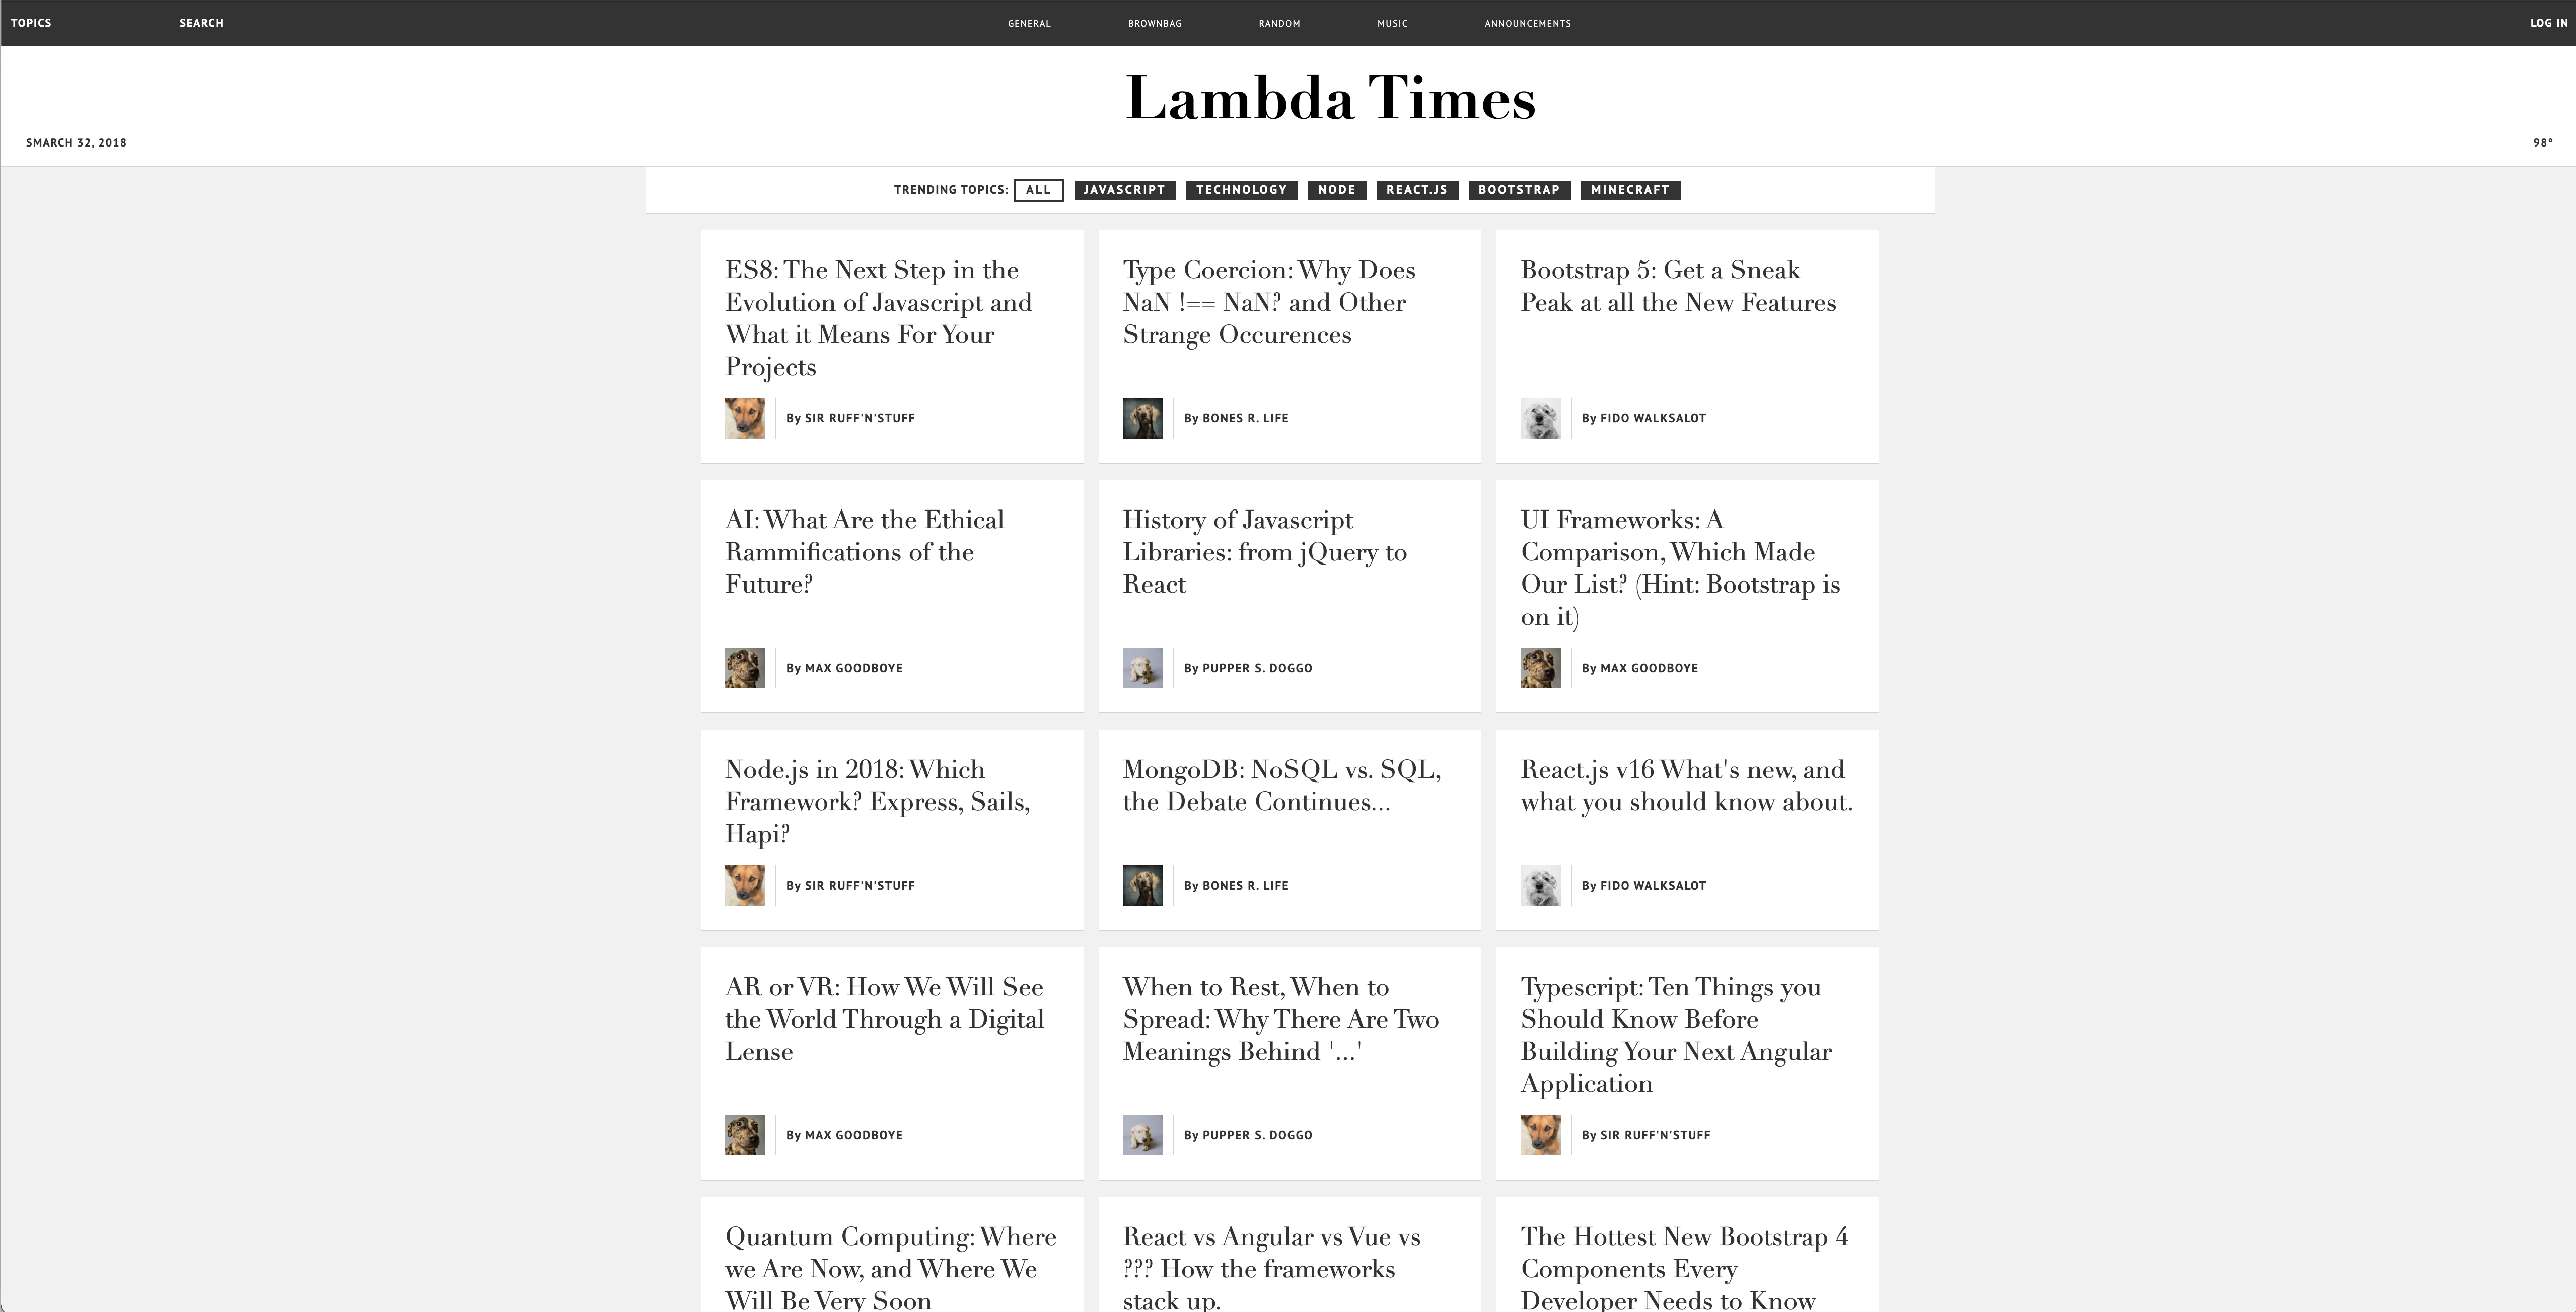 TOPICS SEARCH GENERAL BROWNBAG RANDOM MUSIC ANNOUNCEMENTS LOG IN
Lambda Times
SMARCH 32, 2018 98°
TRENDING TOPICS: ALL JAVASCRIPT TECHNOLOGY NODE REACT.JS BOOTSTRAP MINECRAFT
ES8: The Next Step in the
Evolution of Javascript and
What it Means For Your
Projects
By SIR RUFF'N'STUFF
Type Coercion: Why Does
NaN !== NaN? and Other
Strange Occurences
By BONES R. LIFE
Bootstrap 5: Get a Sneak
Peak at all the New Features
By FIDO WALKSALOT
AI: What Are the Ethical
Rammifications of the
Future?
By MAX GOODBOYE
History of Javascript
Libraries: from jQuery to
React
By PUPPER S. DOGGO
UI Frameworks: A
Comparison, Which Made
Our List? (Hint: Bootstrap is
on it)
By MAX GOODBOYE
Node.js in 2018: Which
Framework? Express, Sails,
Hapi?
By SIR RUFF'N'STUFF
MongoDB: NoSQL vs. SQL,
the Debate Continues...
By BONES R. LIFE
React.js v16 What's new, and
what you should know about.
By FIDO WALKSALOT
AR or VR: How We Will See
the World Through a Digital
Lense
By MAX GOODBOYE
When to Rest, When to
Spread: Why There Are Two
Meanings Behind '...'
By PUPPER S. DOGGO
Typescript: Ten Things you
Should Know Before
Building Your Next Angular
Application
By SIR RUFF'N'STUFF
Quantum Computing: Where
we Are Now, and Where We
Will Be Very Soon
React vs Angular vs Vue vs
??? How the frameworks
stack up.
The Hottest New Bootstrap 4
Components Every
Developer Needs to Know